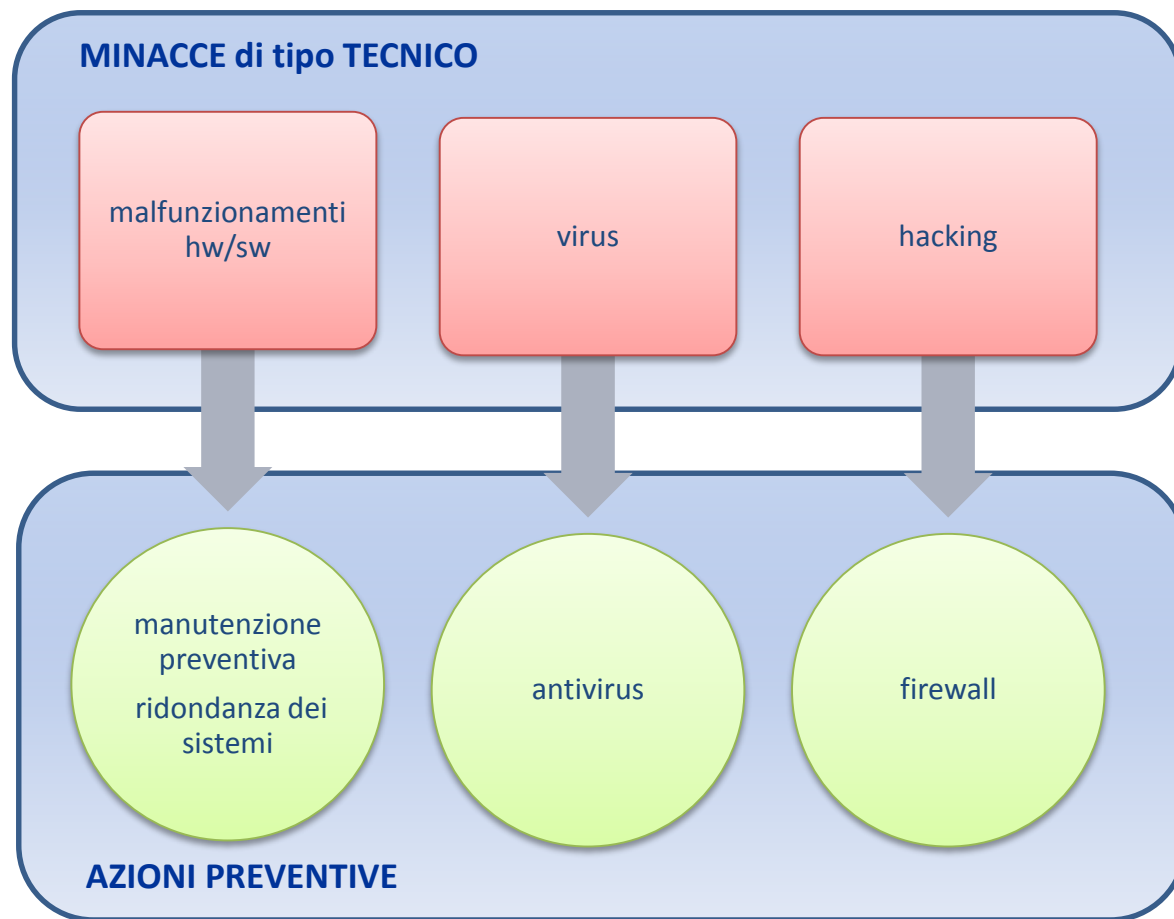 MINACCE di tipo TECNICO
malfunzionamenti
hw/sw
virus
hacking
manutenzione
preventiva
ridondanza dei
sistemi
antivirus
firewall
AZIONI PREVENTIVE